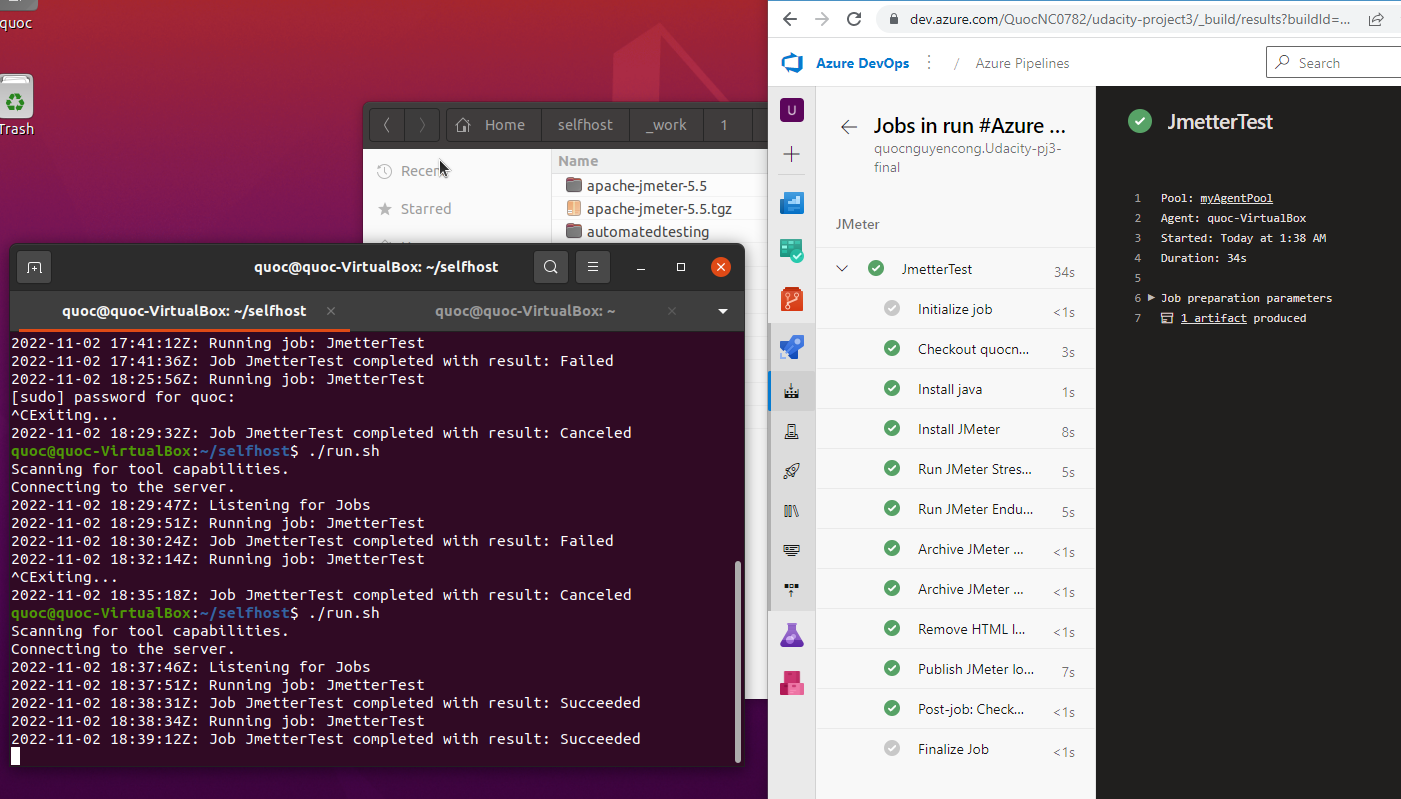 quoc
Trash
Home
selfhost
_work
1
Recen
Starred
Name
apache-jmeter-5.5
apache-jmeter-5.5.tgz
automatedtesting
quoc@quoc-VirtualBox: ~/selfhost
quoc@quoc-VirtualBox: ~/selfhost
quoc@quoc-VirtualBox: ~
2022-11-02 17:41:12Z: Running job: JmetterTest
2022-11-02 17:41:36Z: Job JmetterTest completed with result: Failed
2022-11-02 18:25:56Z: Running job: JmetterTest
[sudo] password for quoc:
^CExiting...
2022-11-02 18:29:32Z: Job JmetterTest completed with result: Canceled
quoc@quoc-VirtualBox:~/selfhost$ ./run.sh
Scanning for tool capabilities.
Connecting to the server.
2022-11-02 18:29:47Z: Listening for Jobs
2022-11-02 18:29:51Z: Running job: JmetterTest
2022-11-02 18:30:24Z: Job JmetterTest completed with result: Failed
2022-11-02 18:32:14Z: Running job: JmetterTest
^CExiting...
2022-11-02 18:35:18Z: Job JmetterTest completed with result: Canceled
quoc@quoc-VirtualBox:~/selfhost$ ./run.sh
Scanning for tool capabilities.
Connecting to the server.
2022-11-02 18:37:46Z: Listening for Jobs
2022-11-02 18:37:51Z: Running job: JmetterTest
2022-11-02 18:38:31Z: Job JmetterTest completed with result: Succeeded
2022-11-02 18:38:34Z: Running job: JmetterTest
2022-11-02 18:39:12Z: Job JmetterTest completed with result: Succeeded
dev.azure.com/QuocNC0782/udacity-project3/_build/results?buildId=...
Azure DevOps / Azure Pipelines
Search
U
Jobs in run #Azure ...
quocnguyencong.Udacity-pj3-
final
JMeter
JmetterTest 34s
Initialize job <1s
Checkout quocn... 3s
Install java 1s
Install JMeter 8s
Run JMeter Stres... 5s
Run JMeter Endu... 5s
Archive JMeter ... <1s
Archive JMeter ... <1s
Remove HTML I... <1s
Publish JMeter lo... 7s
Post-job: Check... <1s
Finalize Job <1s
JmetterTest
1 Pool: myAgentPool
2 Agent: quoc-VirtualBox
3 Started: Today at 1:38 AM
4 Duration: 34s
5
6 Job preparation parameters
7 1 artifact produced